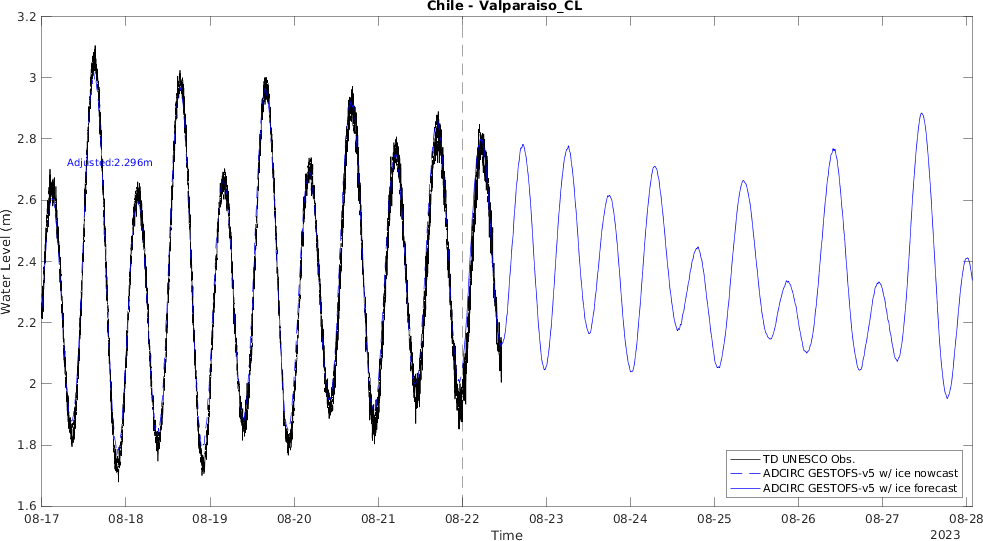 Chile - Valparaiso_CL
3.2
3
2.8
2.6
2.4
2.2
2
1.8
1.6
Water Level (m)
Adjusted:2.296m
TD UNESCO Obs.
ADCIRC GESTOFS-v5 w/ ice nowcast
ADCIRC GESTOFS-v5 w/ ice forecast
08-17 08-18 08-19 08-20 08-21 08-22 08-23 08-24 08-25 08-26 08-27 08-28
Time
2023